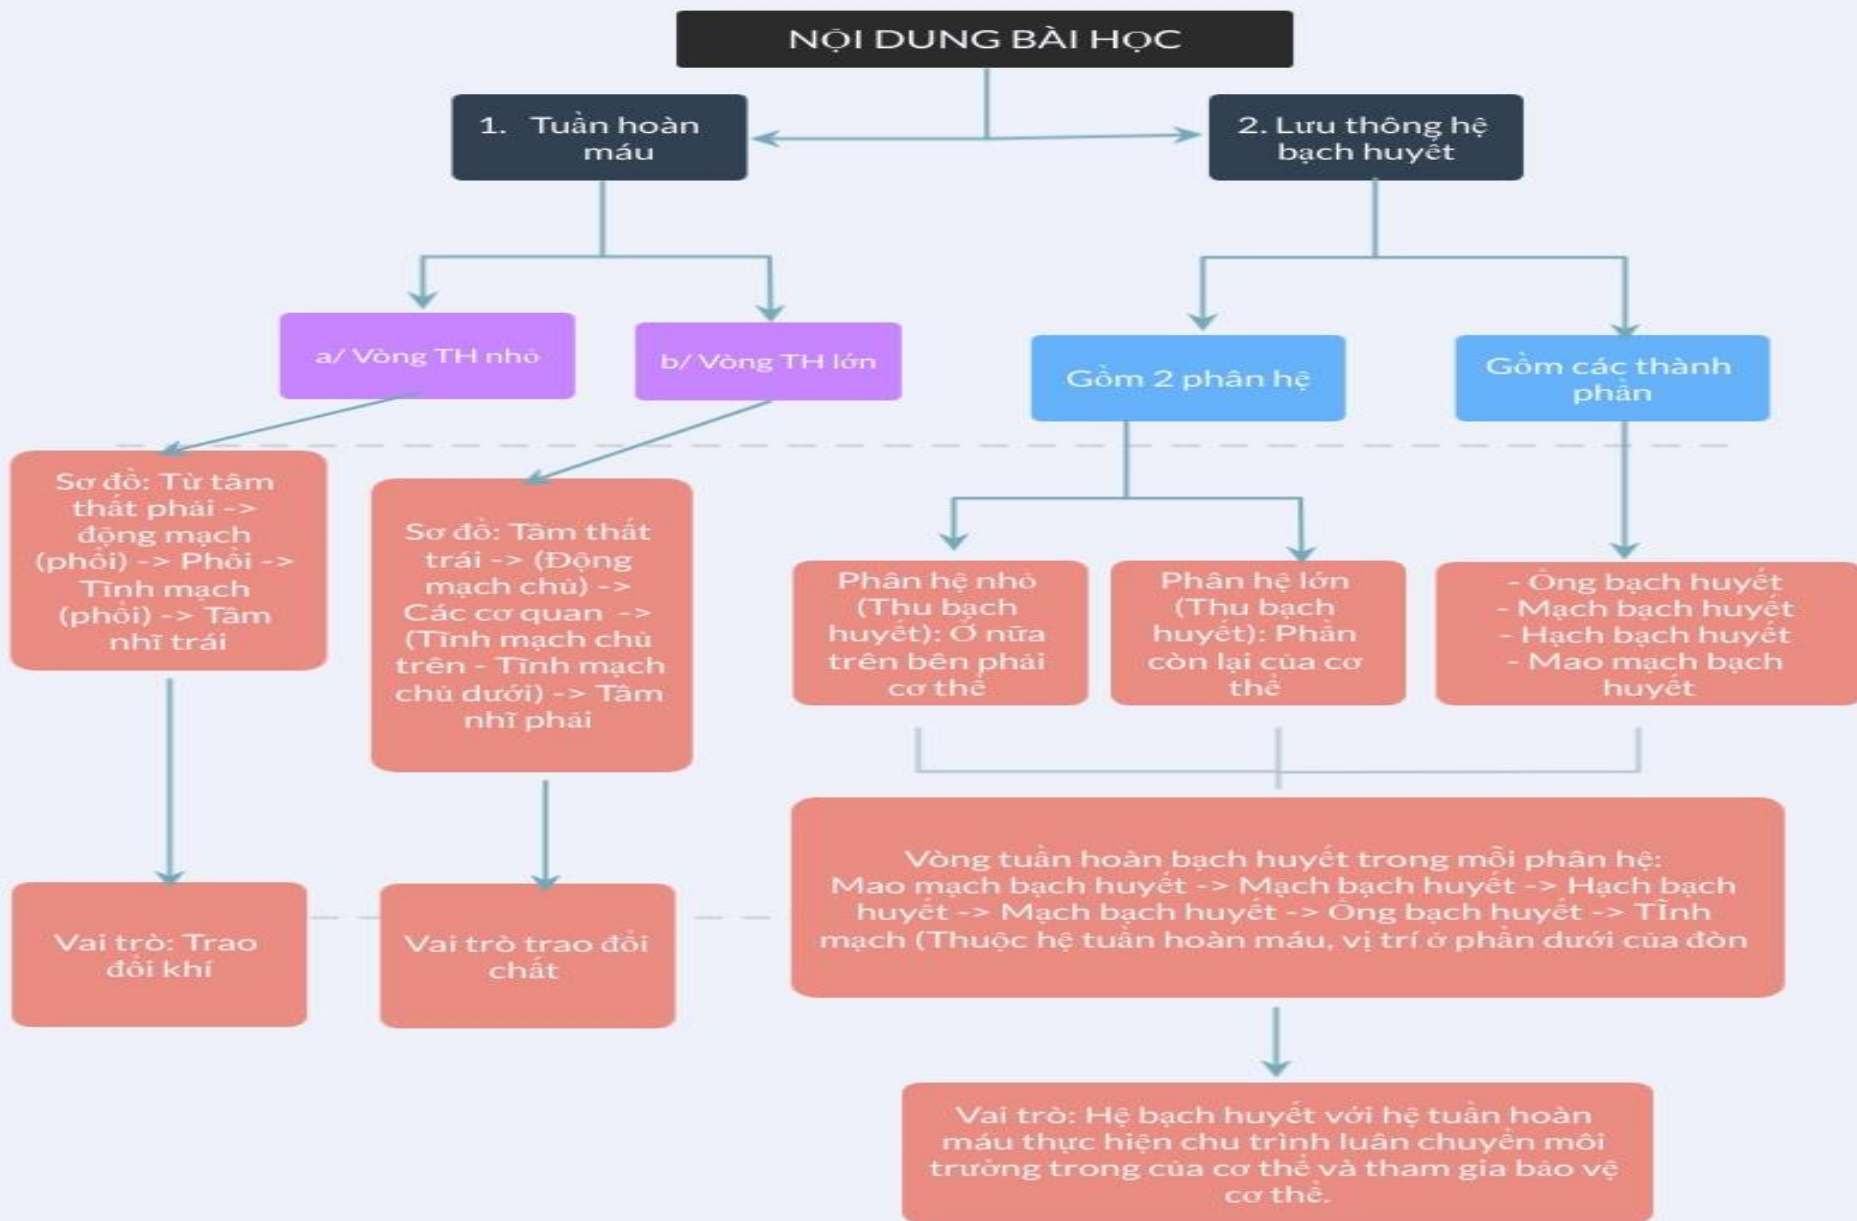 NỘI DUNG BÀI HỌC
1. Tuần hoàn
máu
2. Lưu thông hệ
bạch huyết
a/ Vòng TH nhỏ
b/ Vòng TH lớn
Gồm 2 phân hệ
Gồm các thành
phần
Sơ đồ: Từ tâm
thất phải ->
động mạch
(phổi) -> Phổi ->
Tĩnh mạch
(phổi) -> Tâm
nhĩ trái
Sơ đồ: Tâm thất
trái -> (Động
mạch chủ) ->
Các cơ quan ->
(Tĩnh mạch chủ
trên - Tĩnh mạch
chủ dưới) -> Tâm
nhĩ phải
Phân hệ nhỏ
(Thu bạch
huyết): Ở nữa
trên bên phải
cơ thể
Phân hệ lớn
(Thu bạch
huyết): Phần
còn lại của cơ
thể
- Ống bạch huyết
- Mạch bạch huyết
- Hạch bạch huyết
- Mao mạch bạch
huyết
Vòng tuần hoàn bạch huyết trong mỗi phân hệ:
Mao mạch bạch huyết -> Mạch bạch huyết -> Hạch bạch
huyết -> Mạch bạch huyết -> Ống bạch huyết -> TĨnh
mạch (Thuộc hệ tuần hoàn máu, vị trí ở phần dưới của đòn
Vai trò: Trao
đổi khí
Vai trò trao đổi
chất
Vai trò: Hệ bạch huyết với hệ tuần hoàn
máu thực hiện chu trình luân chuyển môi
trường trong của cơ thể và tham gia bảo vệ
cơ thể.